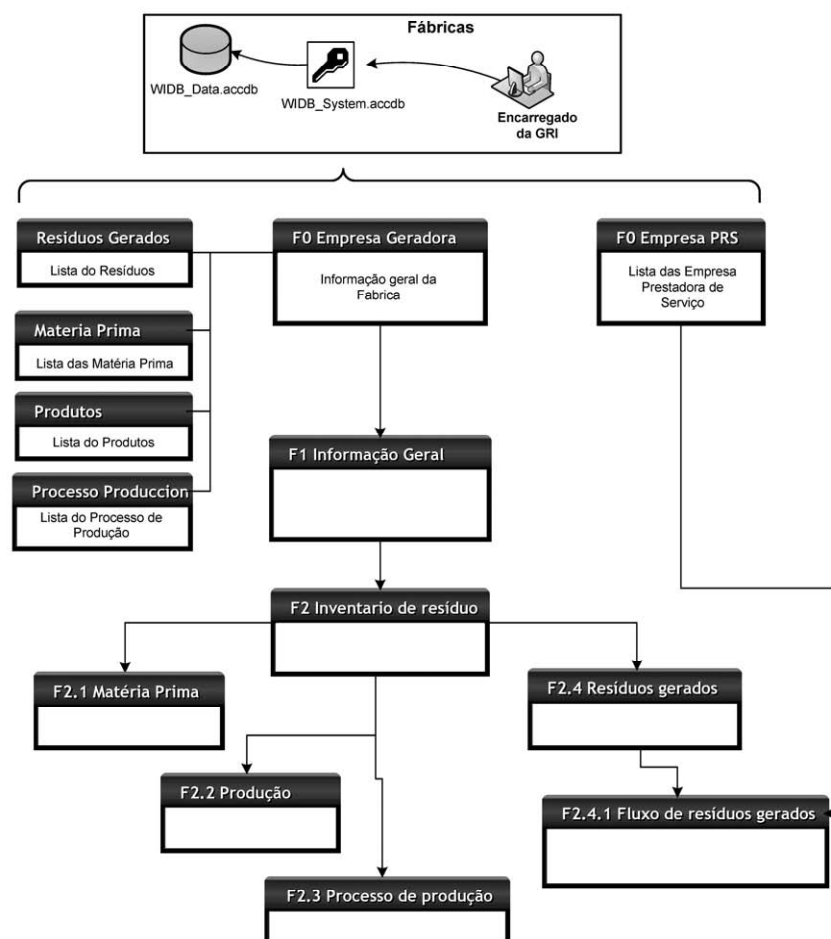 Fábricas
WIDB_Data.accdb
WIDB_System.accdb
Encarregado
da GRI
Resíduos Gerados
Lista do Resíduos
F0 Empresa Geradora
Informação geral da
Fabrica
F0 Empresa PRS
Lista das Empresa
Prestadora de
Serviço
Materia Prima
Lista das Matéria Prima
Produtos
Lista do Produtos
Processo Produccion
Lista do Processo de
Produção
F1 Informação Geral
F2 Inventario de resíduo
F2.1 Matéria Prima
F2.4 Resíduos gerados
F2.2 Produção
F2.4.1 Fluxo de resíduos gerados
F2.3 Processo de produção